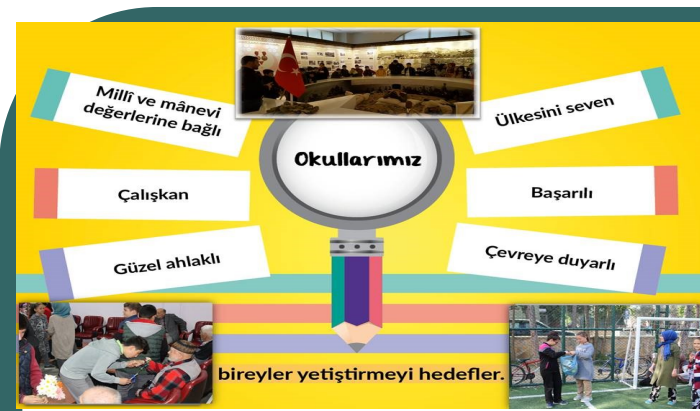 Okullarımız
Millî ve mânevi
değerlerine bağlı
Çalışkan
Güzel ahlaklı
Ülkesini seven
Başarılı
Çevreye duyarlı
bireyler yetiştirmeyi hedefler.